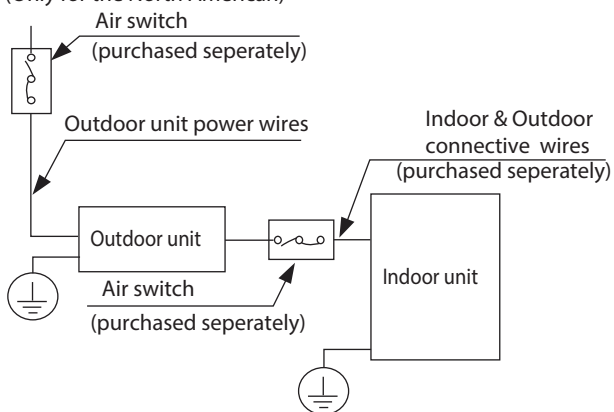 (Only for the North American)
Air switch
(purchased seperately)
Outdoor unit power wires
Indoor & Outdoor
connective wires
(purchased seperately)
Outdoor unit
Indoor unit
Air switch
(purchased seperately)